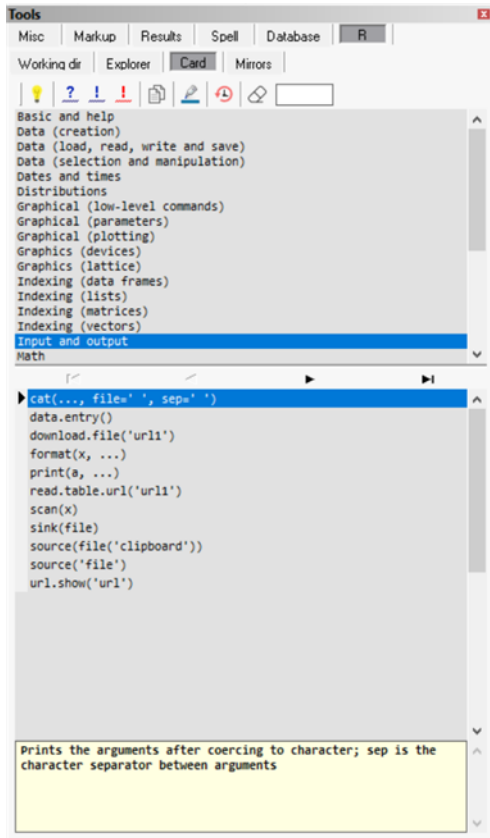 Tools
Misc Markup Results Spell Database R
Working dir Explorer Card Mirrors
Basic and help
Data (creation)
Data (load, read, write and save)
Data (selection and manipulation)
Dates and times
Distributions
Graphical (low-level commands)
Graphical (parameters)
Graphical (plotting)
Graphics (devices)
Graphics (lattice)
Indexing (data frames)
Indexing (lists)
Indexing (matrices)
Indexing (vectors)
Input and output
Math
cat(..., file=' ', sep=' ')
data.entry()
download.file('url1')
format(x, ...)
print(a, ...)
read.table.url('url1')
scan(x)
sink(file)
source(file('clipboard'))
source('file')
url.show('url')
Prints the arguments after coercing to character; sep is the
character separator between arguments